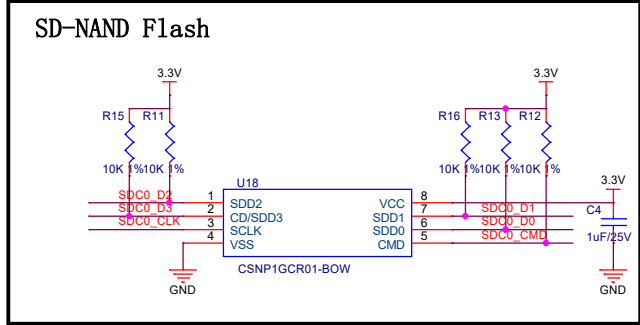 SD-NAND Flash
3.3V
3.3V
R15
R11
R16
R13
R12
10K 1%
10K 1%
10K 1%
10K 1%
10K 1%
3.3V
U18
SDC0_D2
1
SDD2
VCC
8
SDC0_D3
2
CD/SDD3
SDD1
7
SDC0_D1
C4
SDC0_CLK
3
SCLK
SDD0
6
SDC0_D0
4
VSS
CMD
5
SDC0_CMD
1uF/25V
CSNP1GCR01-BOW
GND
GND